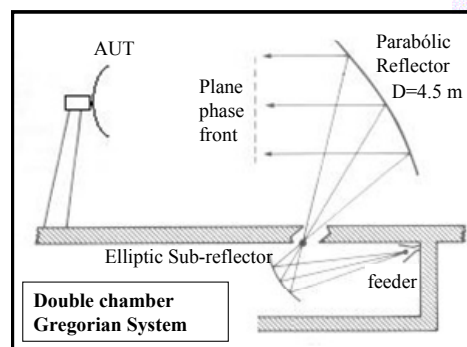 AUT
Parabólic
Reflector
D=4.5 m
Plane
phase
front
Elliptic Sub-reflector
feeder
Double chamber
Gregorian System